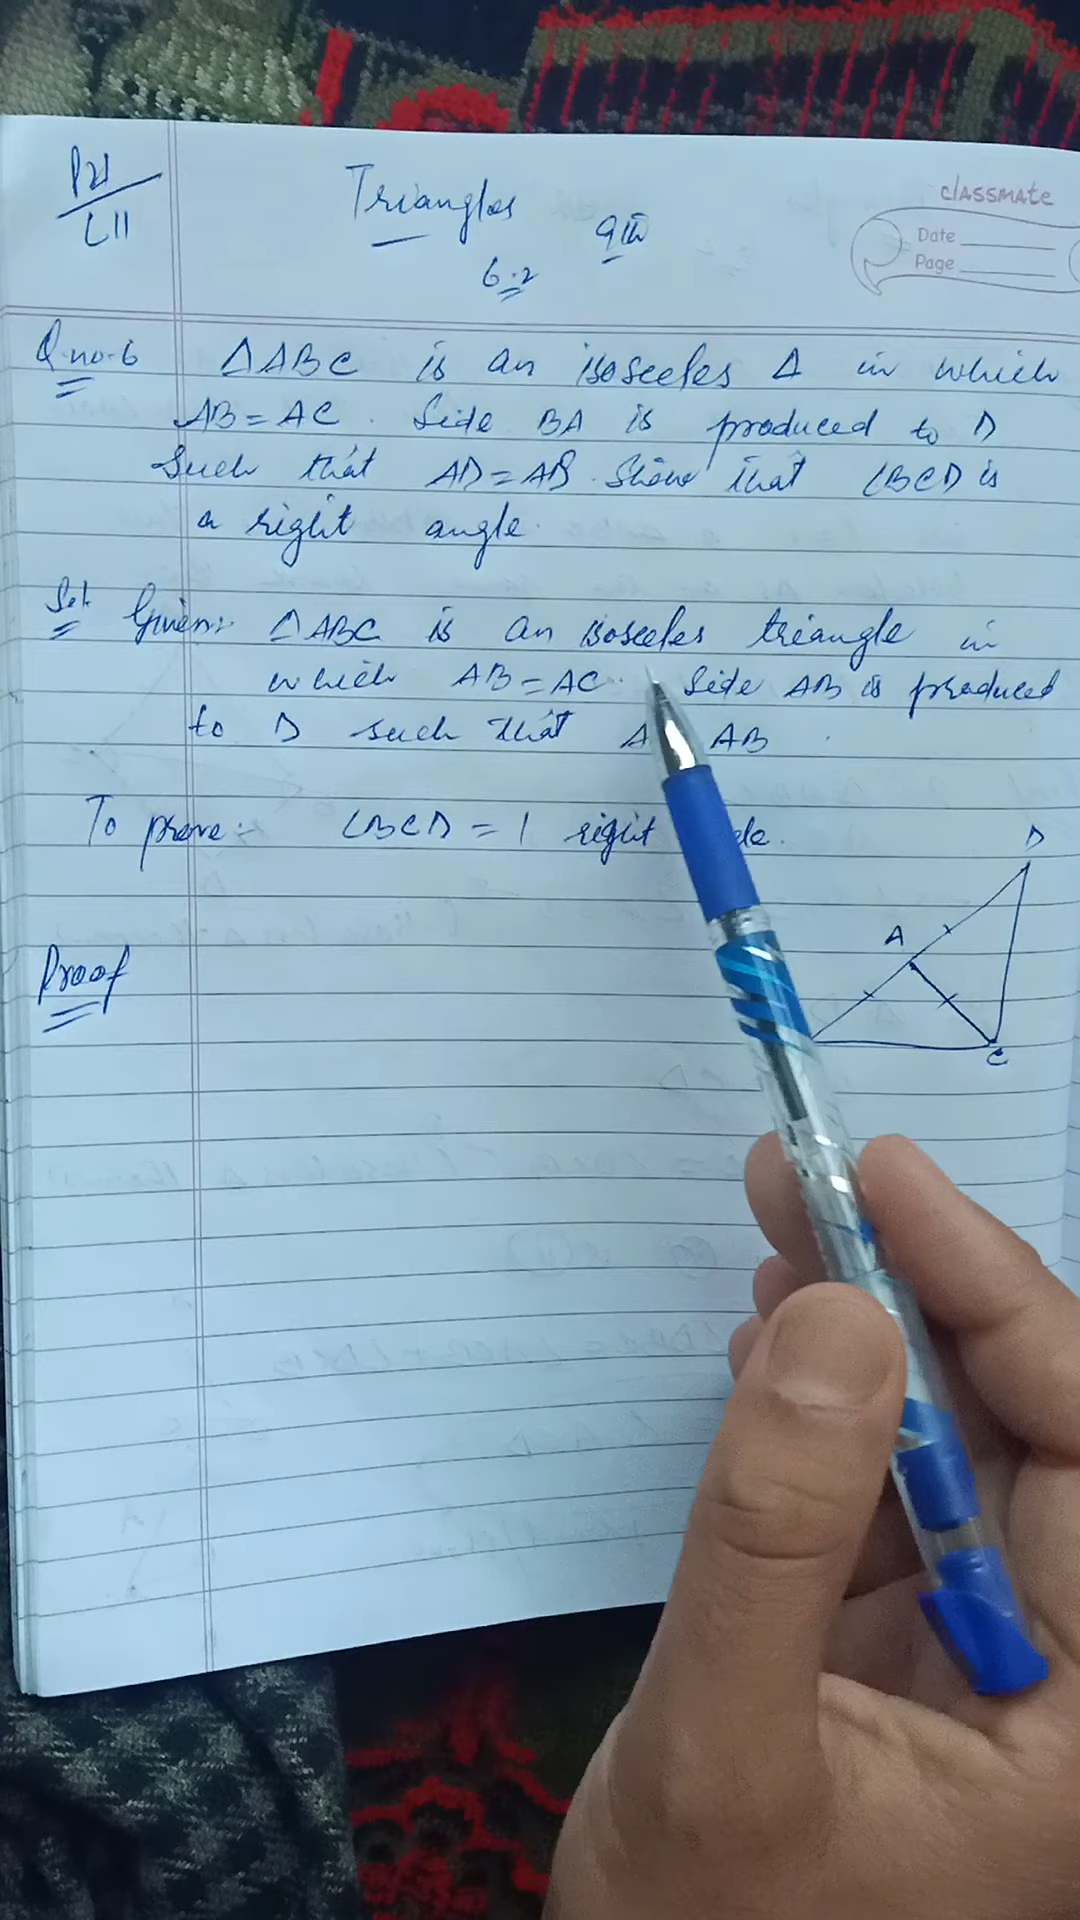 P21
L11
Triangles
9th
6.2
classmate
Date
Page
Q.no.6 ΔABC is an isosceles Δ in which
AB = AC. Side BA is produced to D
Such that AD = AB. Show that ∠BCD is
a right angle.
Sol. Given:- ΔABC is an isosceles triangle in
which AB = AC. Side AB is produced
to D such that A AB
To prove:- ∠BCD = 1 right
D
A
C
Proof